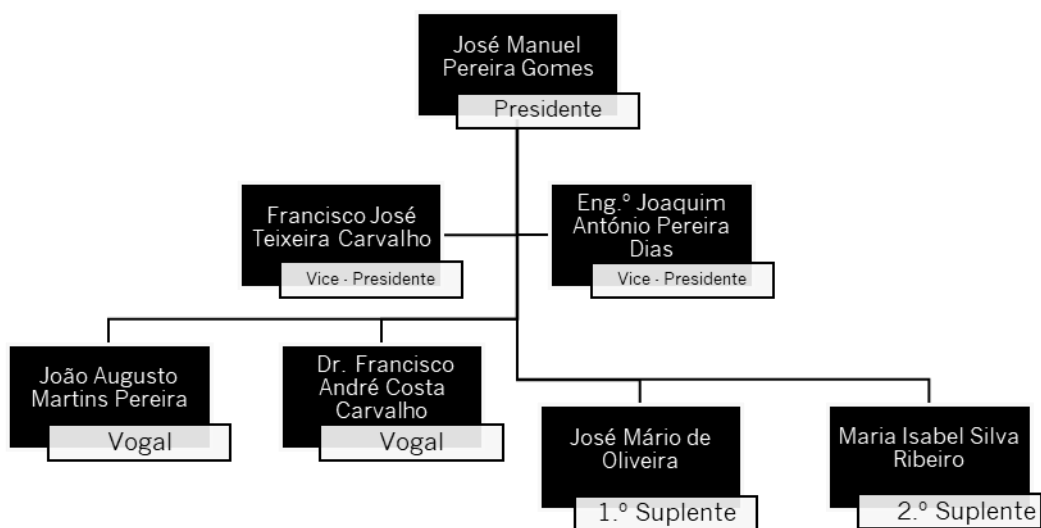 José Manuel
Pereira Gomes
Presidente
Francisco José
Teixeira Carvalho
Vice - Presidente
Eng.º Joaquim
António Pereira
Dias
Vice - Presidente
João Augusto
Martins Pereira
Vogal
Dr. Francisco
André Costa
Carvalho
Vogal
José Mário de
Oliveira
1.º Suplente
Maria Isabel Silva
Ribeiro
2.º Suplente